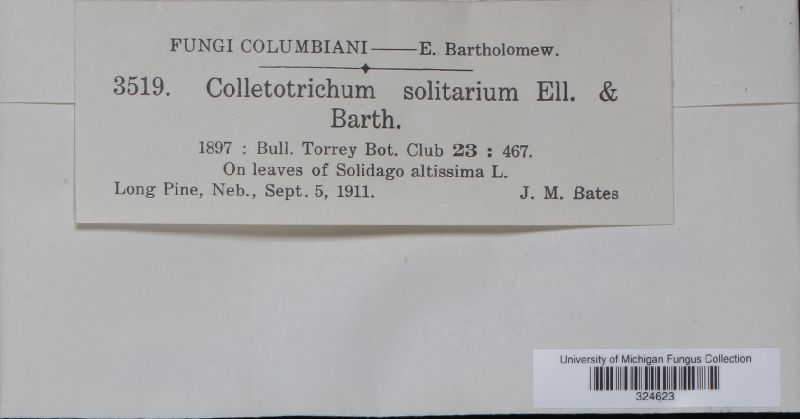 FUNGI COLUMBIANI——E. Bartholomew.
3519. Colletotrichum solitarium Ell. &
Barth.
1897 : Bull. Torrey Bot. Club 23 : 467.
On leaves of Solidago altissima L.
Long Pine, Neb., Sept. 5, 1911. J. M. Bates
University of Michigan Fungus Collection
324623